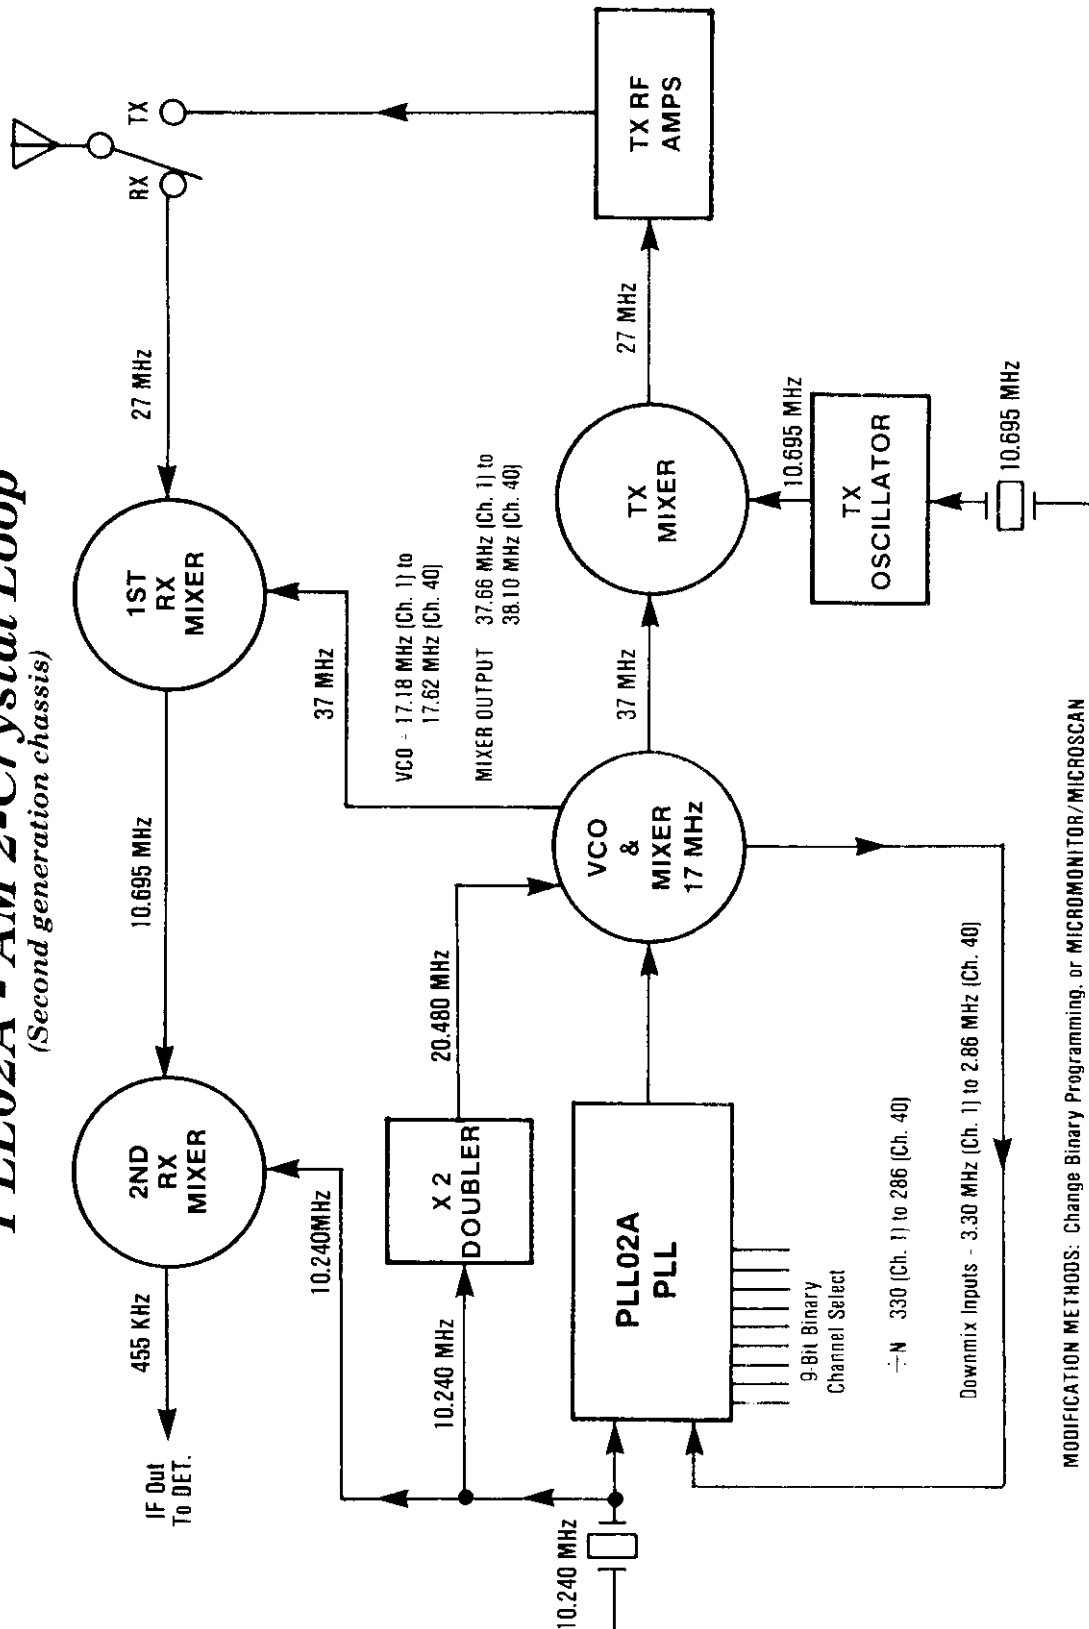 PLL02A - AM 2-Crystal Loop
(Second generation chassis)
IF Out
To DET.
455 KHz
2ND
RX
MIXER
10.695 MHz
1ST
RX
MIXER
27 MHz
RX
TX
10.240MHz
37 MHz
10.240 MHz
X 2
DOUBLER
20.480 MHz
VCO - 17.18 MHz (Ch. 1) to
17.62 MHz (Ch. 40)
MIXER OUTPUT 37.66 MHz (Ch. 1) to
38.10 MHz (Ch. 40)
10.240 MHz
PLL02A
PLL
VCO
&
MIXER
17 MHz
37 MHz
TX
MIXER
27 MHz
TX RF
AMPS
9-Bit Binary
Channel Select
10.695 MHz
TX
OSCILLATOR
÷N 330 (Ch. 1) to 286 (Ch. 40)
Downmix Inputs - 3.30 MHz (Ch. 1) to 2.86 MHz (Ch. 40)
10.695 MHz
MODIFICATION METHODS: Change Binary Programming, or MICROMONITOR/MICROSCAN